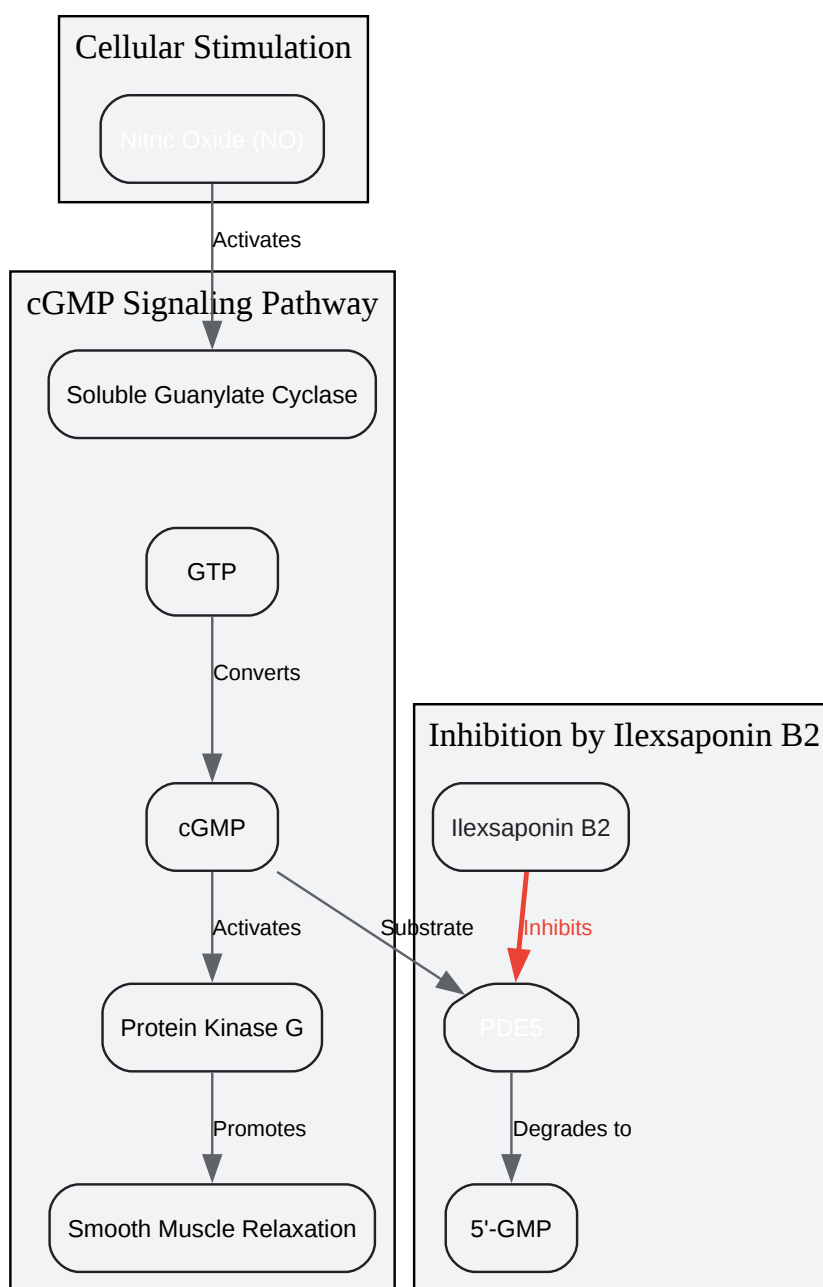 Cellular Stimulation
Nitric Oxide (NO)
Activates
cGMP Signaling Pathway
Soluble Guanylate Cyclase
GTP
Converts
cGMP
Activates
Protein Kinase G
Promotes
Smooth Muscle Relaxation
Inhibition by Ilexsaponin B2
Ilexsaponin B2
Substrate
Inhibits
PDE5
Degrades to
5'-GMP